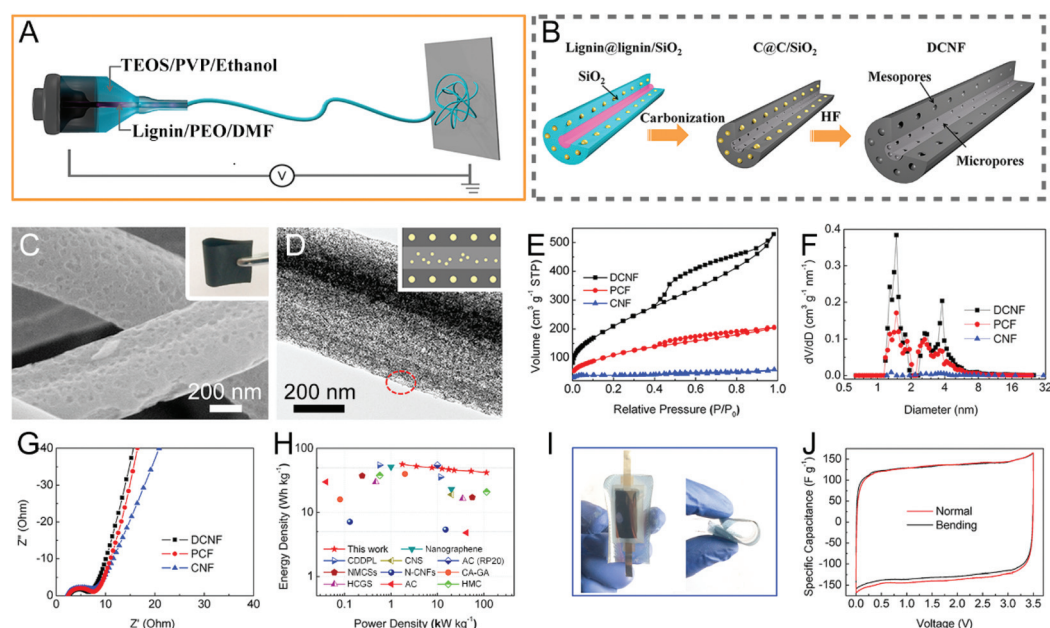 A
TEOS/PVP/Ethanol
Lignin/PEO/DMF
V
B
Lignin@lignin/SiO₂
C@C/SiO₂
DCNF
SiO₂
Mesopores
Carbonization
HF
Micropores
C
200 nm
D
200 nm
E
Volume (cm³ g⁻¹ STP)
500
400
300
200
100
0
DCNF
PCF
CNF
0.0 0.2 0.4 0.6 0.8 1.0
Relative Pressure (P/P₀)
F
dV/dD (cm³ g⁻¹ nm⁻¹)
0.4
0.3
0.2
0.1
0
DCNF
PCF
CNF
0.5 1 2 4 8 16 32
Diameter (nm)
G
Z'' (Ohm)
-40
-30
-20
-10
0
DCNF
PCF
CNF
0 10 20 30 40
Z' (Ohm)
H
Energy Density (Wh kg⁻¹)
100
10
1
This work Nanographene
CDDPL CNS AC (RP20)
NMCSs N-CNFs CA-GA
HCGS AC HMC
0.1 1 10 100
Power Density (kW kg⁻¹)
I
J
Specific Capacitance (F g⁻¹)
150
100
50
0
-50
-100
-150
Normal
Bending
0.0 0.5 1.0 1.5 2.0 2.5 3.0 3.5
Voltage (V)